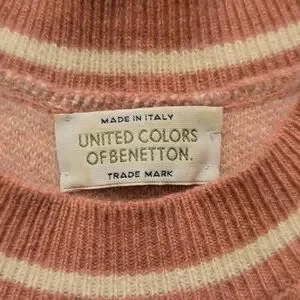 MADE IN ITALY
UNITED COLORS
OF BENETTON.
TRADE MARK